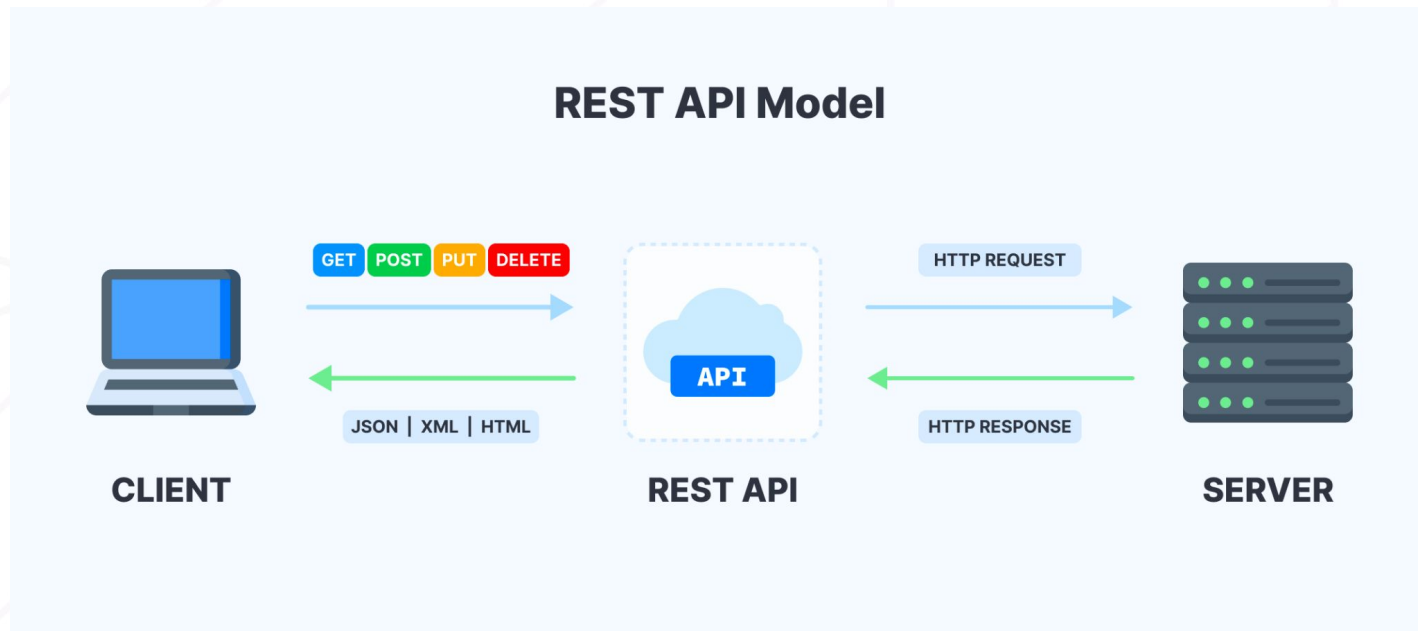 REST API Model
GET POST PUT DELETE
HTTP REQUEST
API
JSON | XML | HTML
HTTP RESPONSE
CLIENT
REST API
SERVER